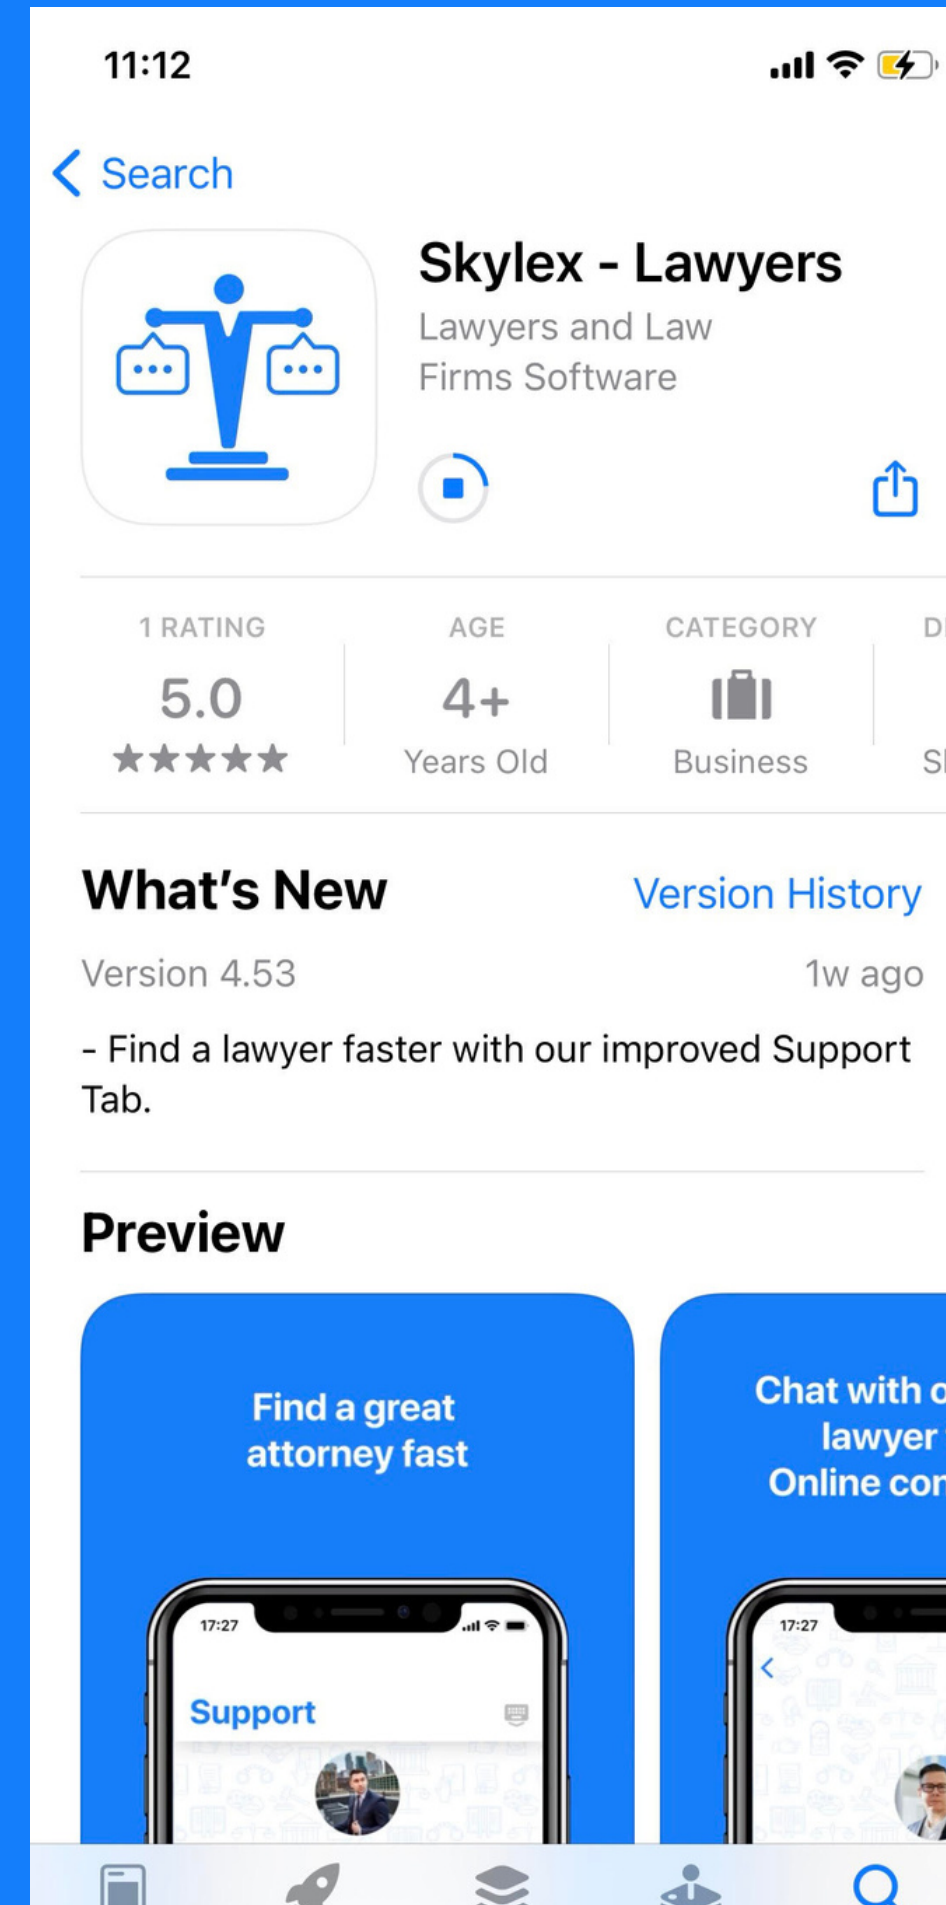 11:12
Search
Skylex - Lawyers
Lawyers and Law
Firms Software
1 RATING
AGE
CATEGORY
5.0
4+
Years Old
Business
What's New
Version History
Version 4.53
1w ago
- Find a lawyer faster with our improved Support
Tab.
Preview
Find a great
attorney fast
Chat with
lawyer
Online
17:27
Support
17:27